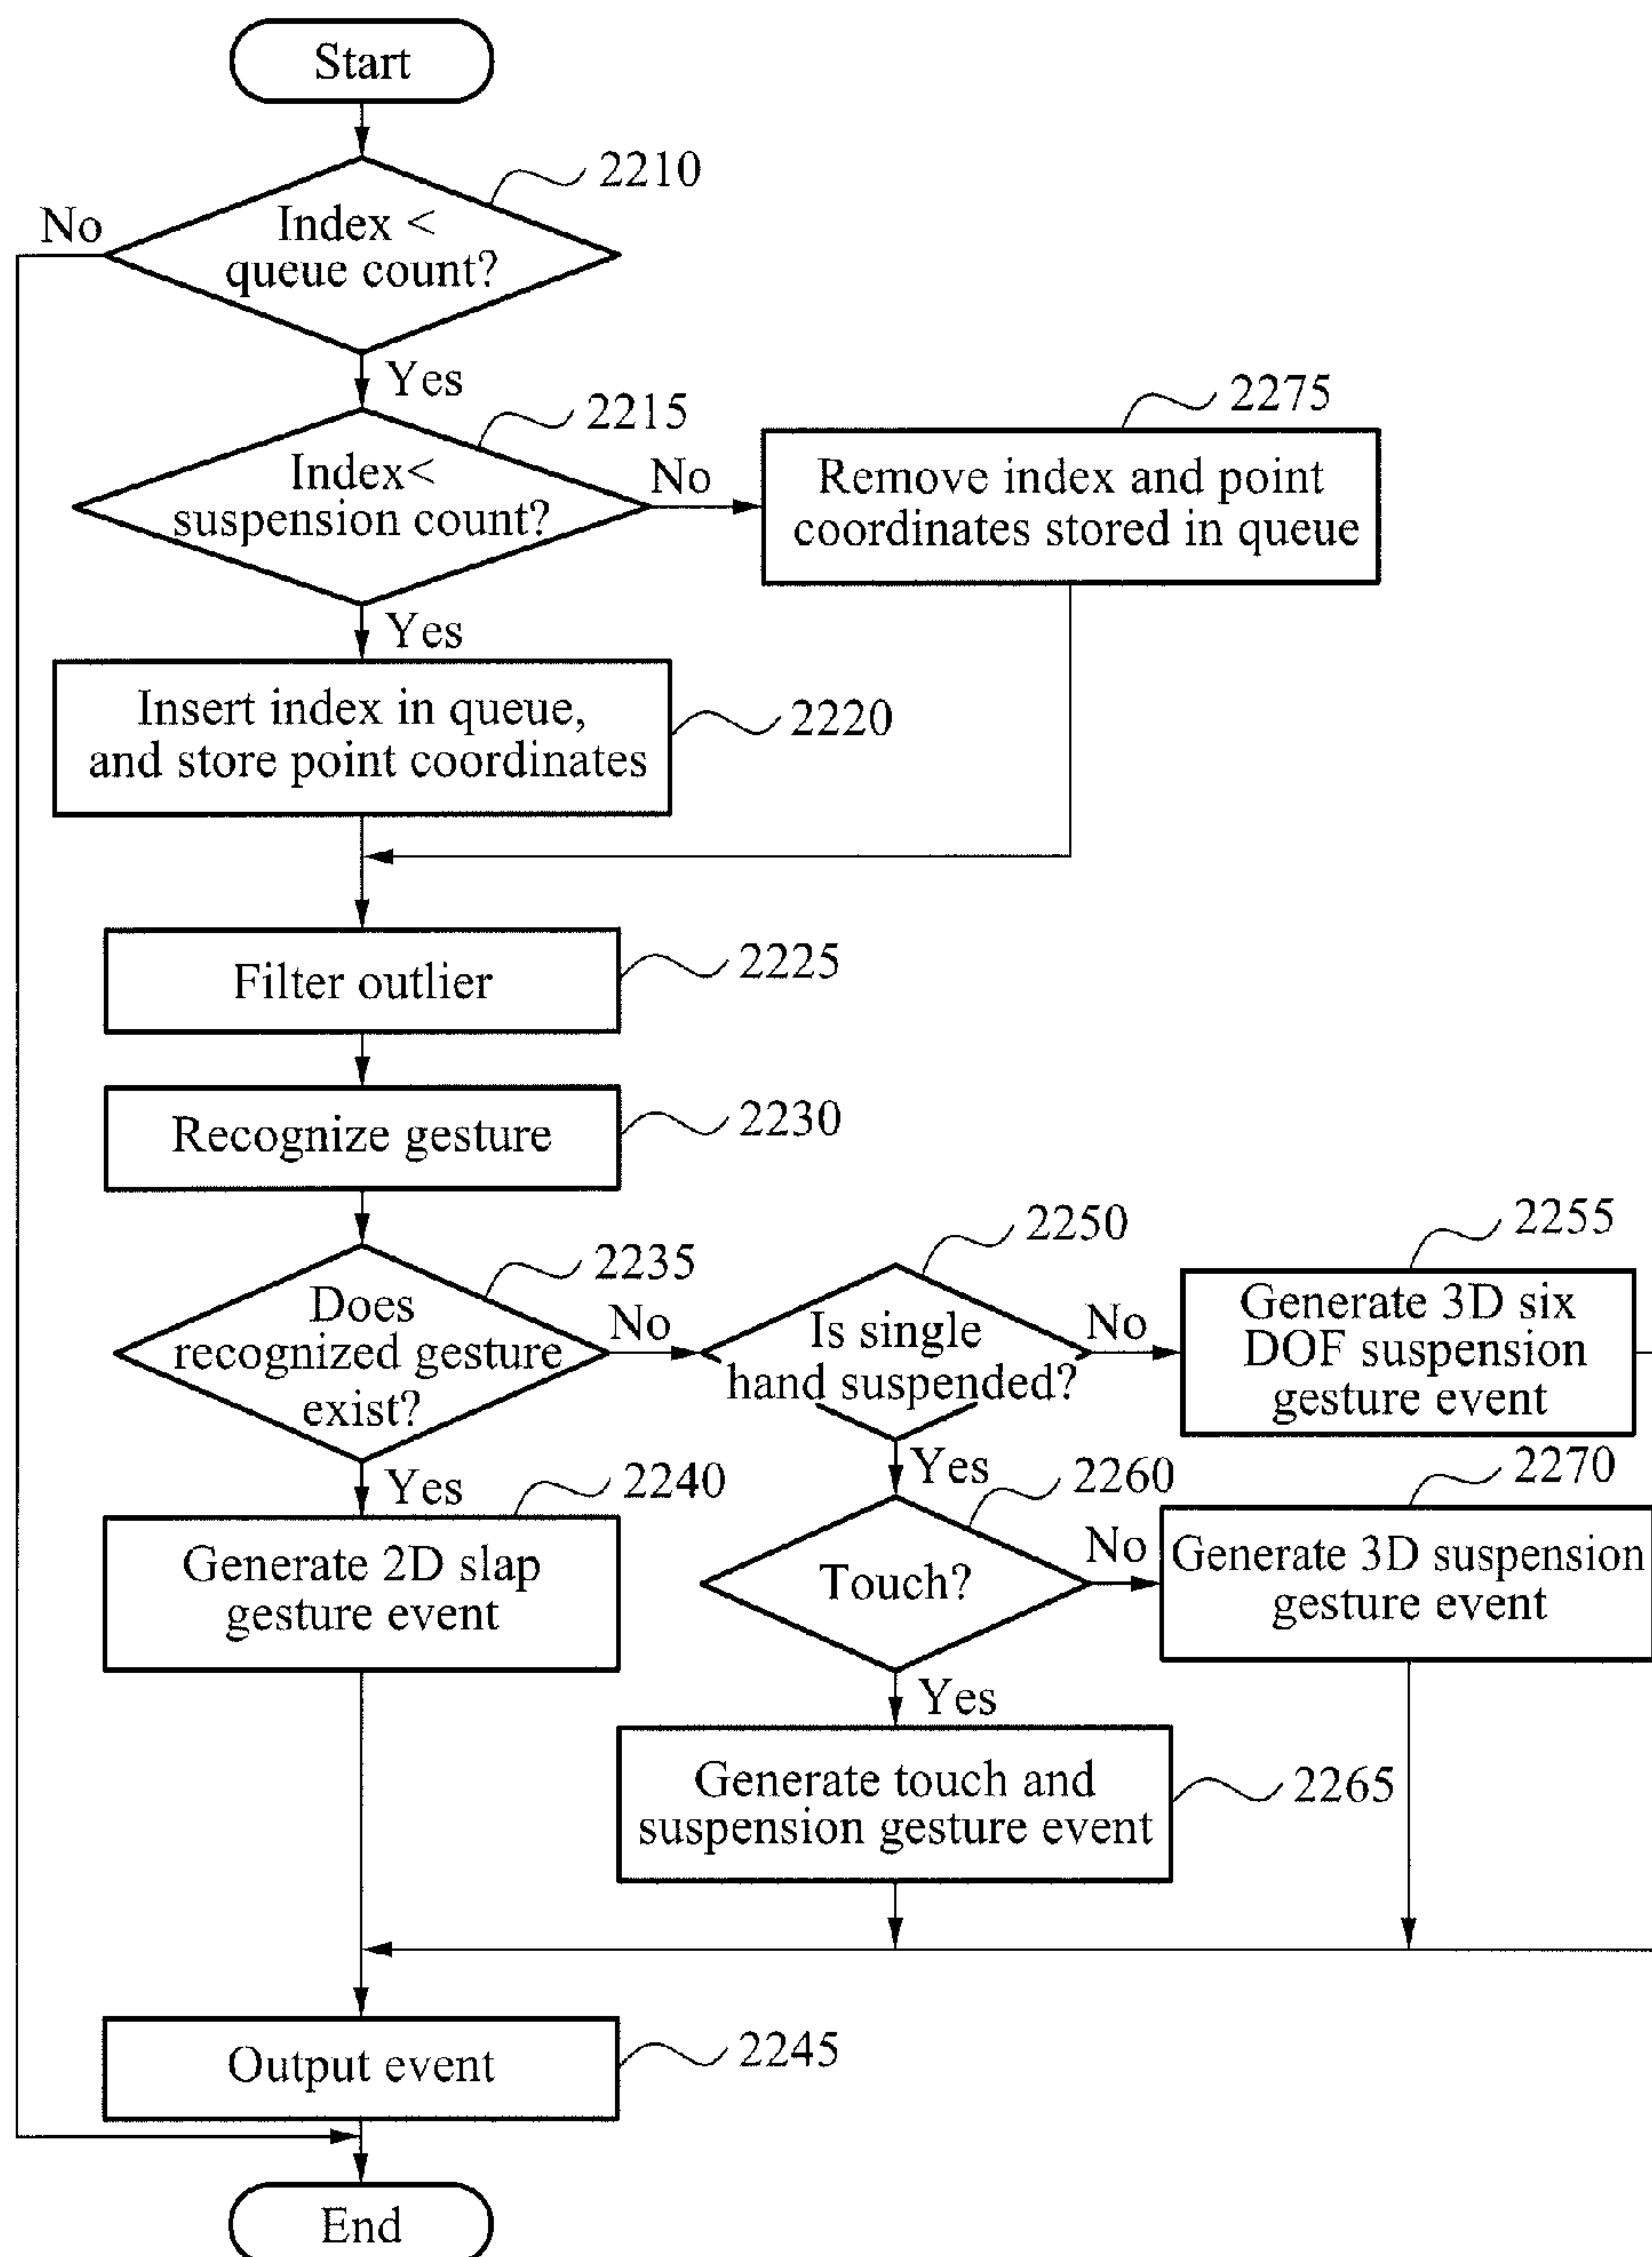 Start
2210
No
Index <
queue count?
Yes
2215
2275
Index<
suspension count?
No
Remove index and point
coordinates stored in queue
Yes
Insert index in queue,
and store point coordinates
2220
Filter outlier
2225
Recognize gesture
2230
2235
2250
2255
Does
recognized gesture
exist?
No
Is single
hand suspended?
No
Generate 3D six
DOF suspension
gesture event
Yes
2240
Yes
2260
2270
Generate 2D slap
gesture event
Touch?
No
Generate 3D suspension
gesture event
Yes
Generate touch and
suspension gesture event
2265
Output event
2245
End